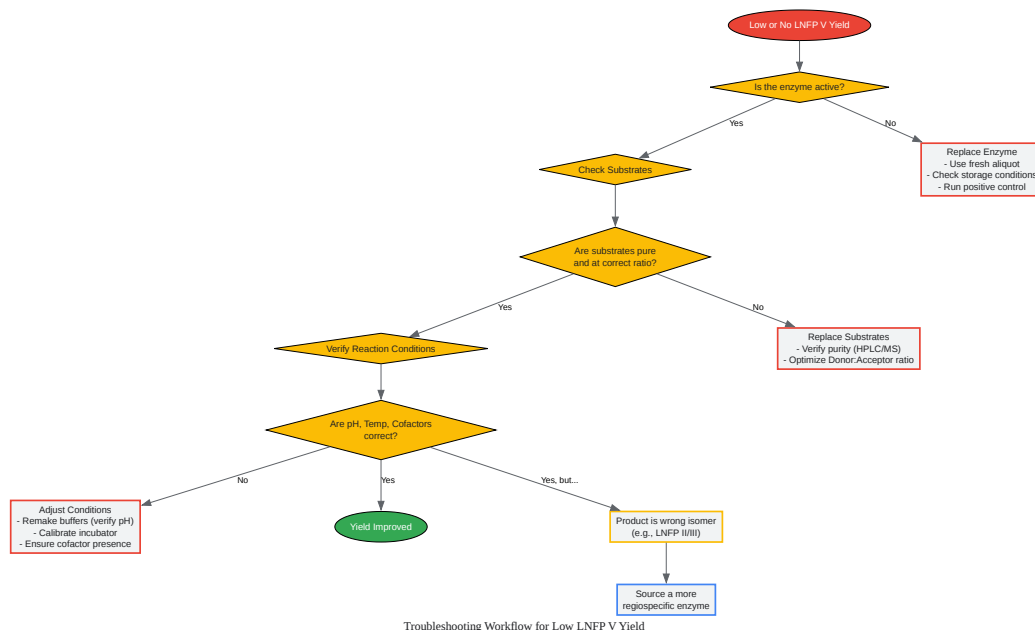 Low or No LNFP V Yield
Is the enzyme active?
Yes
No
Replace Enzyme
- Use fresh aliquot
- Check storage conditions
- Run positive control
Check Substrates
Are substrates pure
and at correct ratio?
Yes
No
Replace Substrates
- Verify purity (HPLC/MS)
- Optimize Donor:Acceptor ratio
Verify Reaction Conditions
Are pH, Temp, Cofactors
correct?
No
Yes
Yes, but...
Adjust Conditions
- Remake buffers (verify pH)
- Calibrate incubator
- Ensure cofactor presence
Yield Improved
Product is wrong isomer
(e.g., LNFP II/III)
Source a more
regiospecific enzyme
Troubleshooting Workflow for Low LNFP V Yield